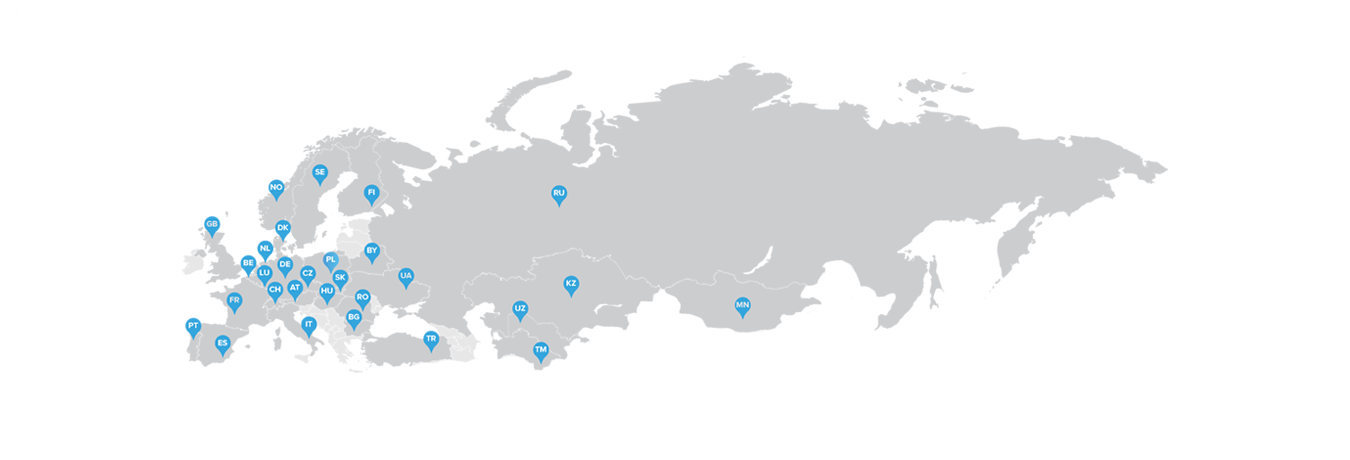 SE
NO
FI
RU
GB
DK
NL
BY
BE
LU
DE
PL
CZ
SK
UA
CH
AT
HU
RO
KZ
FR
UZ
MN
PT
IT
BG
ES
TR
TM